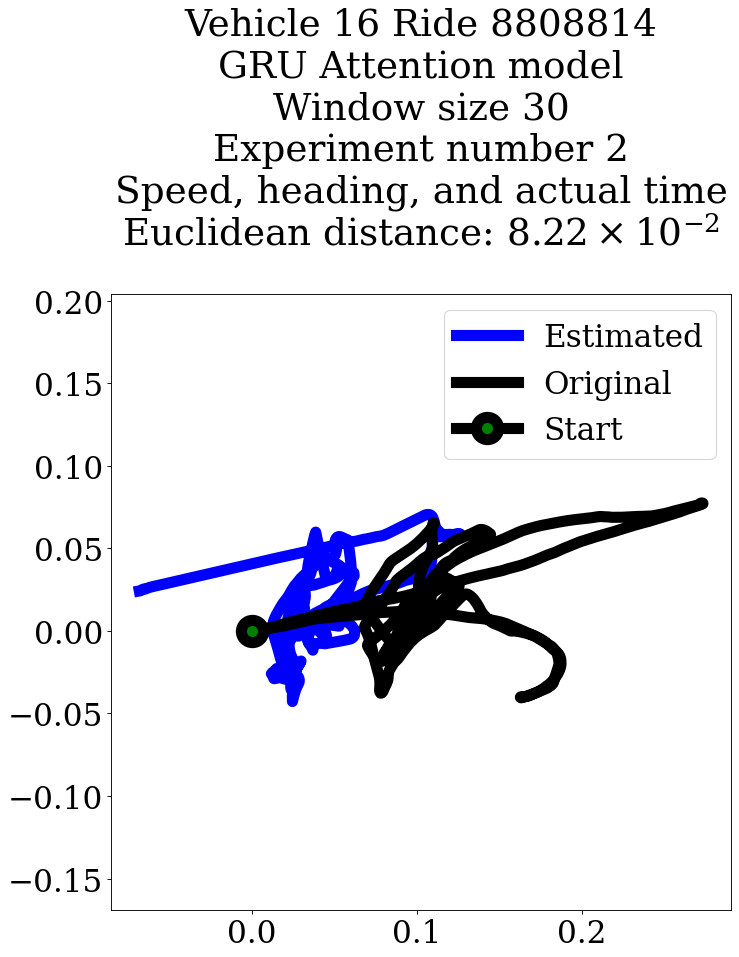 Vehicle 16 Ride 8808814
GRU Attention model
Window size 30
Experiment number 2
Speed, heading, and actual time
Euclidean distance: 8.22 × 10⁻²
Estimated
Original
Start
0.20
0.15
0.10
0.05
0.00
−0.05
−0.10
−0.15
0.0 0.1 0.2